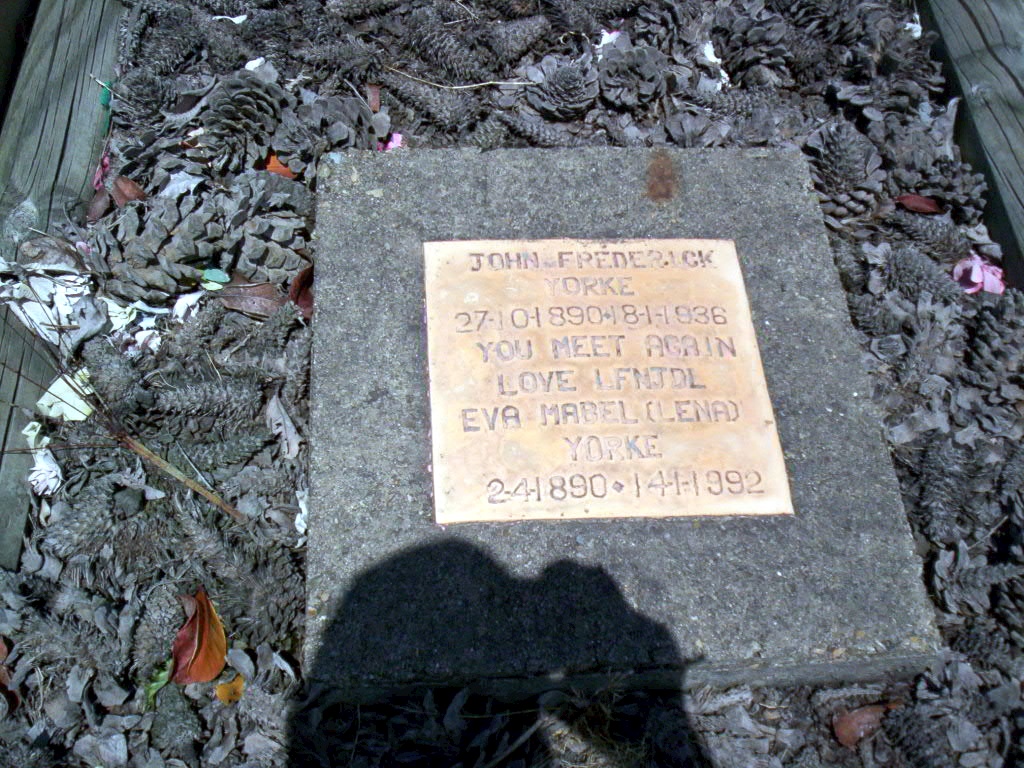 JOHN FREDERICK
YORKE
27-10-1890•18-1-1936
YOU MEET AGAIN
LOVE LFNJDL
EVA MABEL (LENA)
YORKE
2-4-1890•14-1-1992